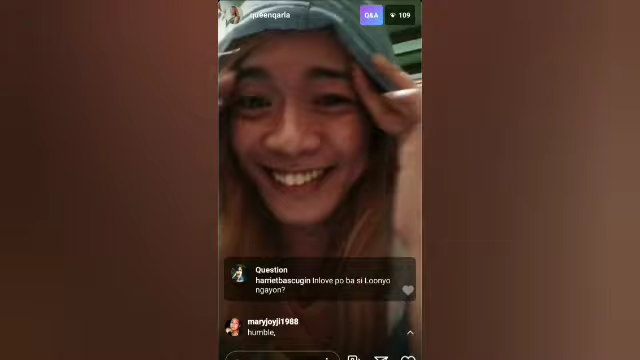 queenqarla
Q&A
109
Question
harrietbascugin Inlove po ba si Loonyo
ngayon?
maryjoyji1988
humble,